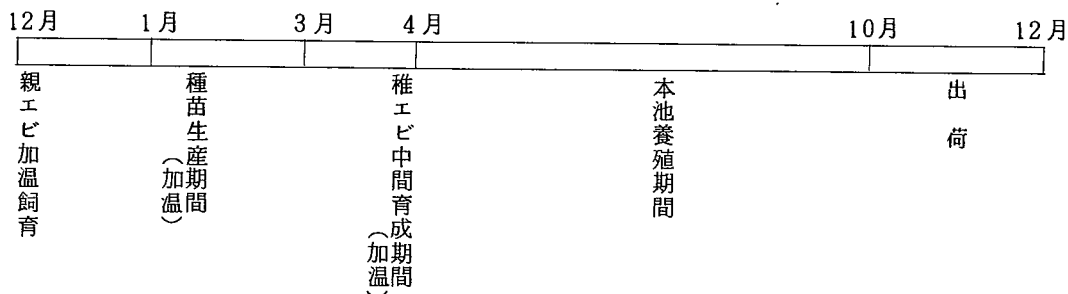 12月 1月 3月 4月 10月 12月
親エビ加温飼育
種苗生産期間
(加温)
稚エビ中間育成期間
(加温)
本池養殖期間
出荷